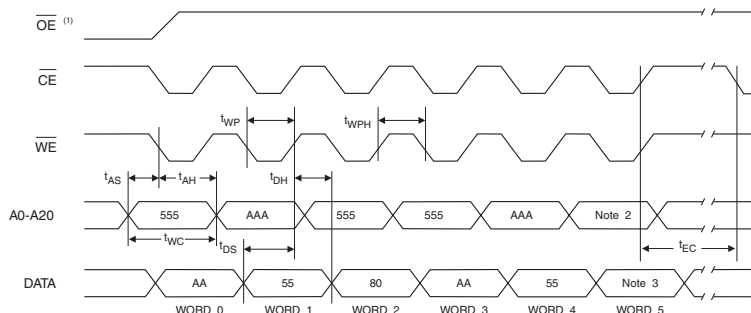 OE (1)
CE
tWP
tWPH
WE
tAS
tAH
tDH
A0-A20
555
AAA
555
555
AAA
Note 2
tWC
tDS
tEC
DATA
AA
55
80
AA
55
Note 3
WORD 0
WORD 1
WORD 2
WORD 3
WORD 4
WORD 5